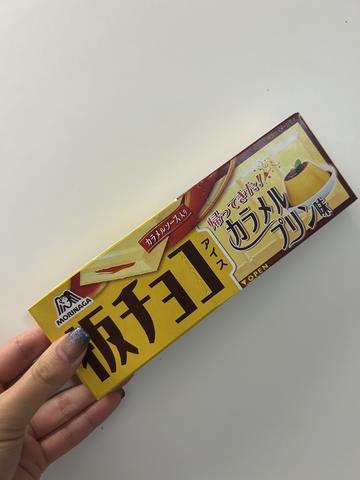 カラメルソース入り
帰ってきた!
カラメル
プリン味
MORINAGA
板チョコ
アイス
▼OPEN